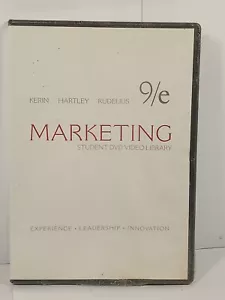 KERIN HARTLEY RUDELIUS 9/e
MARKETING
STUDENT DVD VIDEO LIBRARY
EXPERIENCE • LEADERSHIP • INNOVATION